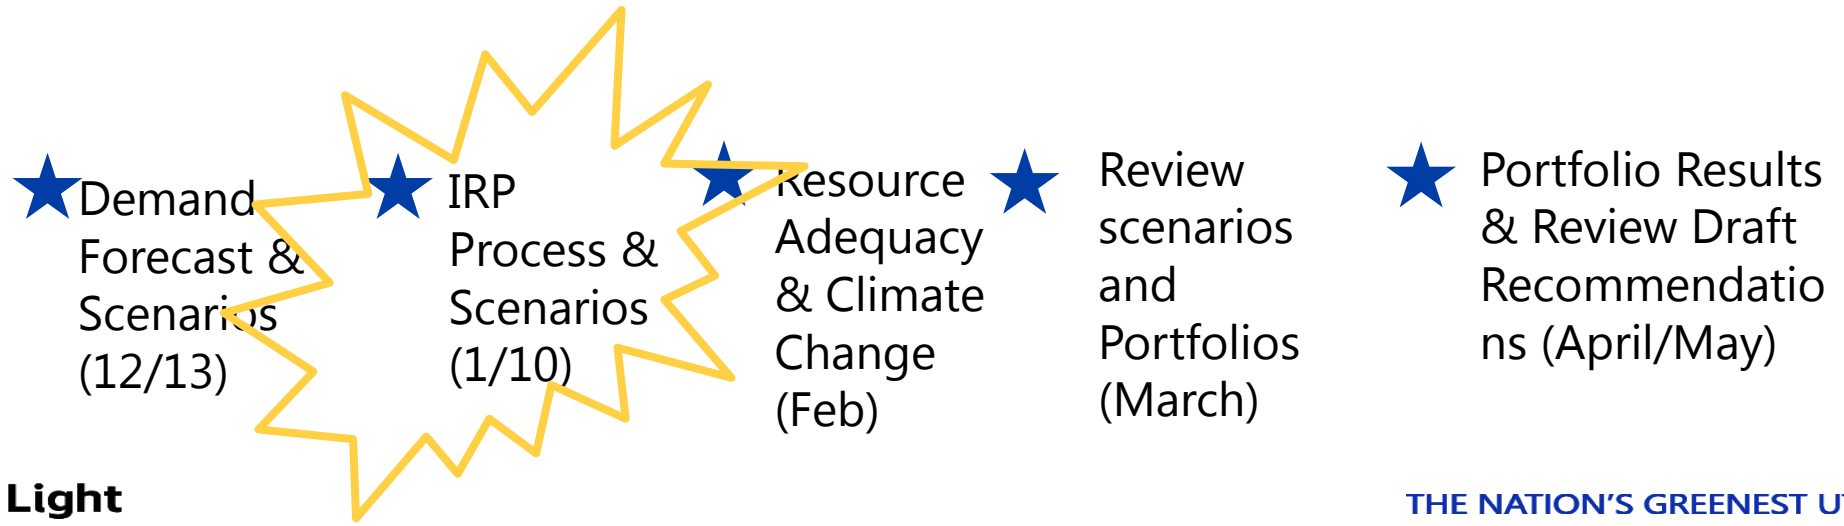 Demand
Forecast &
Scenarios
(12/13)
IRP
Process &
Scenarios
(1/10)
Resource
Adequacy
& Climate
Change
(Feb)
Review
scenarios
and
Portfolios
(March)
Portfolio Results
& Review Draft
Recommendatio
ns (April/May)
Light
THE NATION'S GREENEST